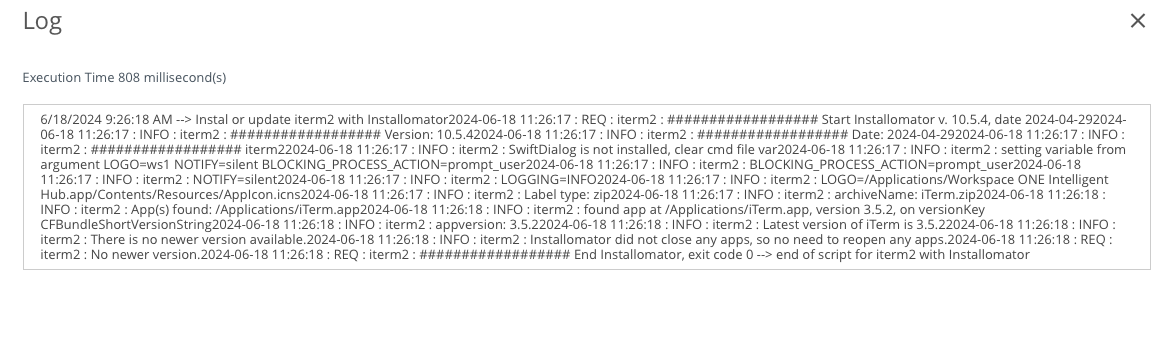 Log
Execution Time 808 millisecond(s)
6/18/2024 9:26:18 AM --> Instal or update iterm2 with Installomator2024-06-18 11:26:17 : REQ : iterm2 : ################## Start Installomator v. 10.5.4, date 2024-04-292024-
06-18 11:26:17 : INFO : iterm2 : ################## Version: 10.5.42024-06-18 11:26:17 : INFO : iterm2 : ################## Date: 2024-04-292024-06-18 11:26:17 : INFO :
iterm2 : ################## iterm22024-06-18 11:26:17 : INFO : iterm2 : SwiftDialog is not installed, clear cmd file var2024-06-18 11:26:17 : INFO : iterm2 : setting variable from
argument LOGO=ws1 NOTIFY=silent BLOCKING_PROCESS_ACTION=prompt_user2024-06-18 11:26:17 : INFO : iterm2 : BLOCKING_PROCESS_ACTION=prompt_user2024-06-18
11:26:17 : INFO : iterm2 : NOTIFY=silent2024-06-18 11:26:17 : INFO : iterm2 : LOGGING=INFO2024-06-18 11:26:17 : INFO : iterm2 : LOGO=/Applications/Workspace ONE Intelligent
Hub.app/Contents/Resources/AppIcon.icns2024-06-18 11:26:17 : INFO : iterm2 : Label type: zip2024-06-18 11:26:17 : INFO : iterm2 : archiveName: iTerm.zip2024-06-18 11:26:18 :
INFO : iterm2 : App(s) found: /Applications/iTerm.app2024-06-18 11:26:18 : INFO : iterm2 : found app at /Applications/iTerm.app, version 3.5.2, on versionKey
CFBundleShortVersionString2024-06-18 11:26:18 : INFO : iterm2 : appversion: 3.5.22024-06-18 11:26:18 : INFO : iterm2 : Latest version of iTerm is 3.5.22024-06-18 11:26:18 : INFO :
iterm2 : There is no newer version available.2024-06-18 11:26:18 : INFO : iterm2 : Installomator did not close any apps, so no need to reopen any apps.2024-06-18 11:26:18 : REQ :
iterm2 : No newer version.2024-06-18 11:26:18 : REQ : iterm2 : ################## End Installomator, exit code 0 --> end of script for iterm2 with Installomator